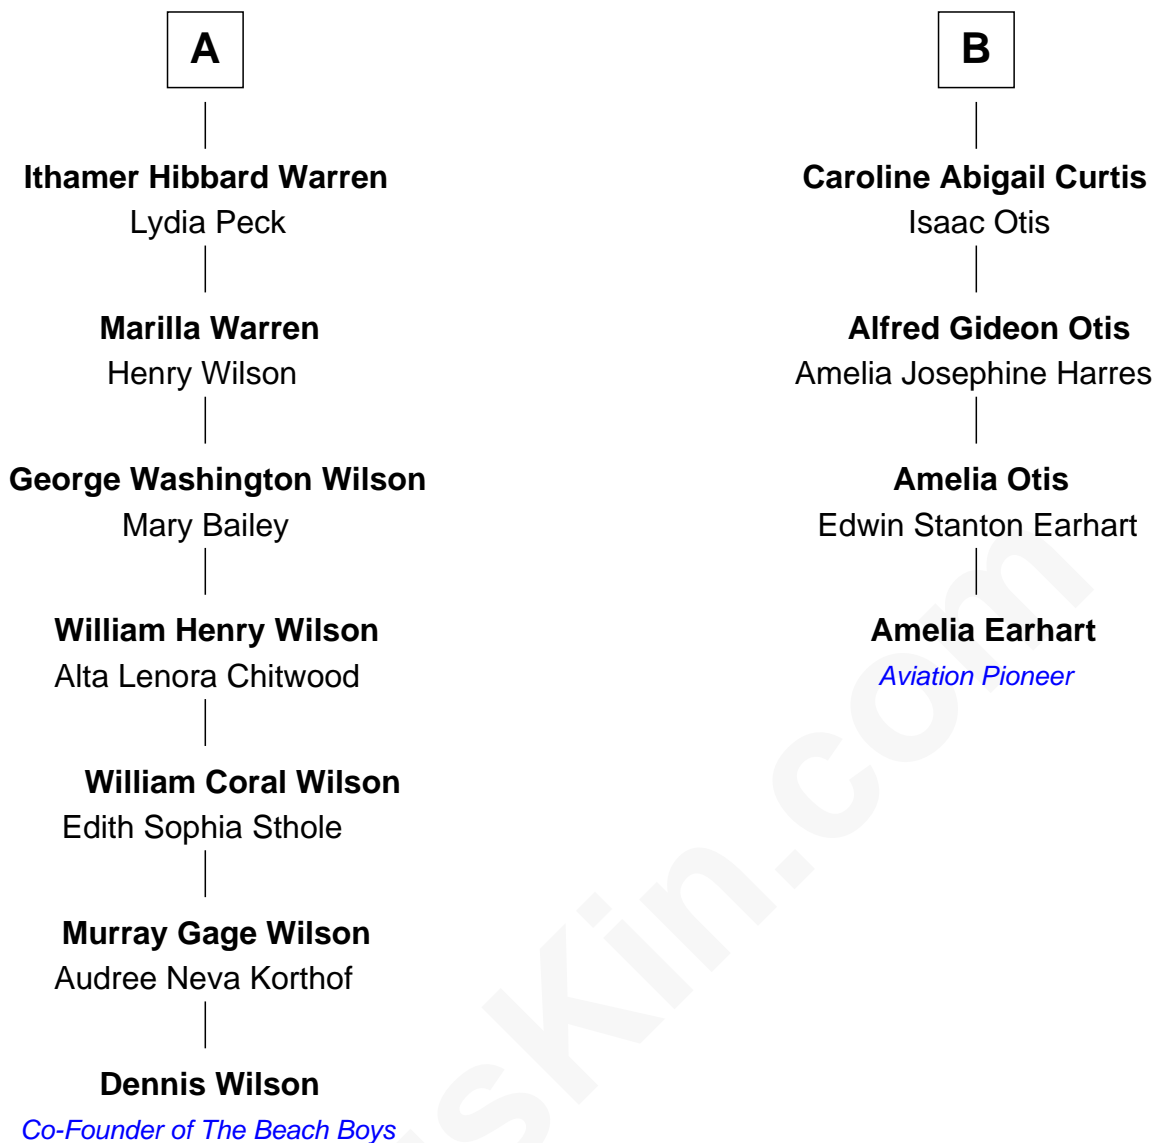 A
Ithamer Hibbard Warren
Lydia Peck
Marilla Warren
Henry Wilson
George Washington Wilson
Mary Bailey
William Henry Wilson
Alta Lenora Chitwood
William Coral Wilson
Edith Sophia Sthole
Murray Gage Wilson
Audree Neva Korthof
Dennis Wilson
Co-Founder of The Beach Boys
B
Caroline Abigail Curtis
Isaac Otis
Alfred Gideon Otis
Amelia Josephine Harres
Amelia Otis
Edwin Stanton Earhart
Amelia Earhart
Aviation Pioneer